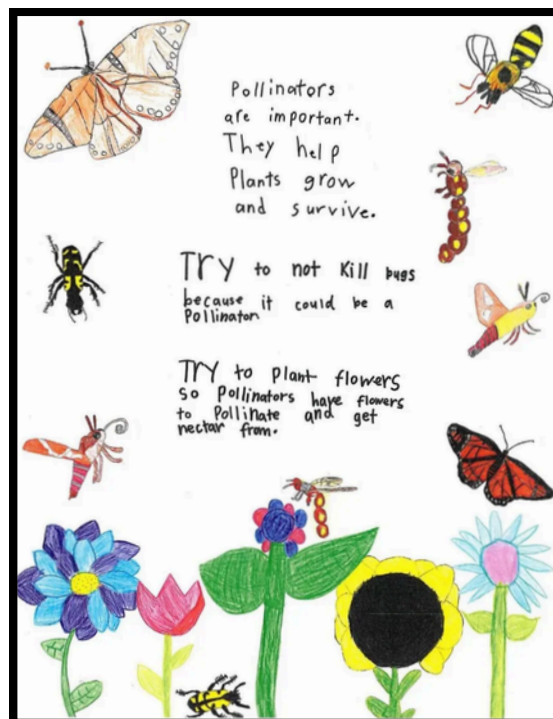 Pollinators
are important.
They help
Plants grow
and survive.
TRY to not Kill bugs
because it could be a
Pollinator
TRY to Plant flowers
so Pollinators have flowers
to Pollinate and get
nectar from.